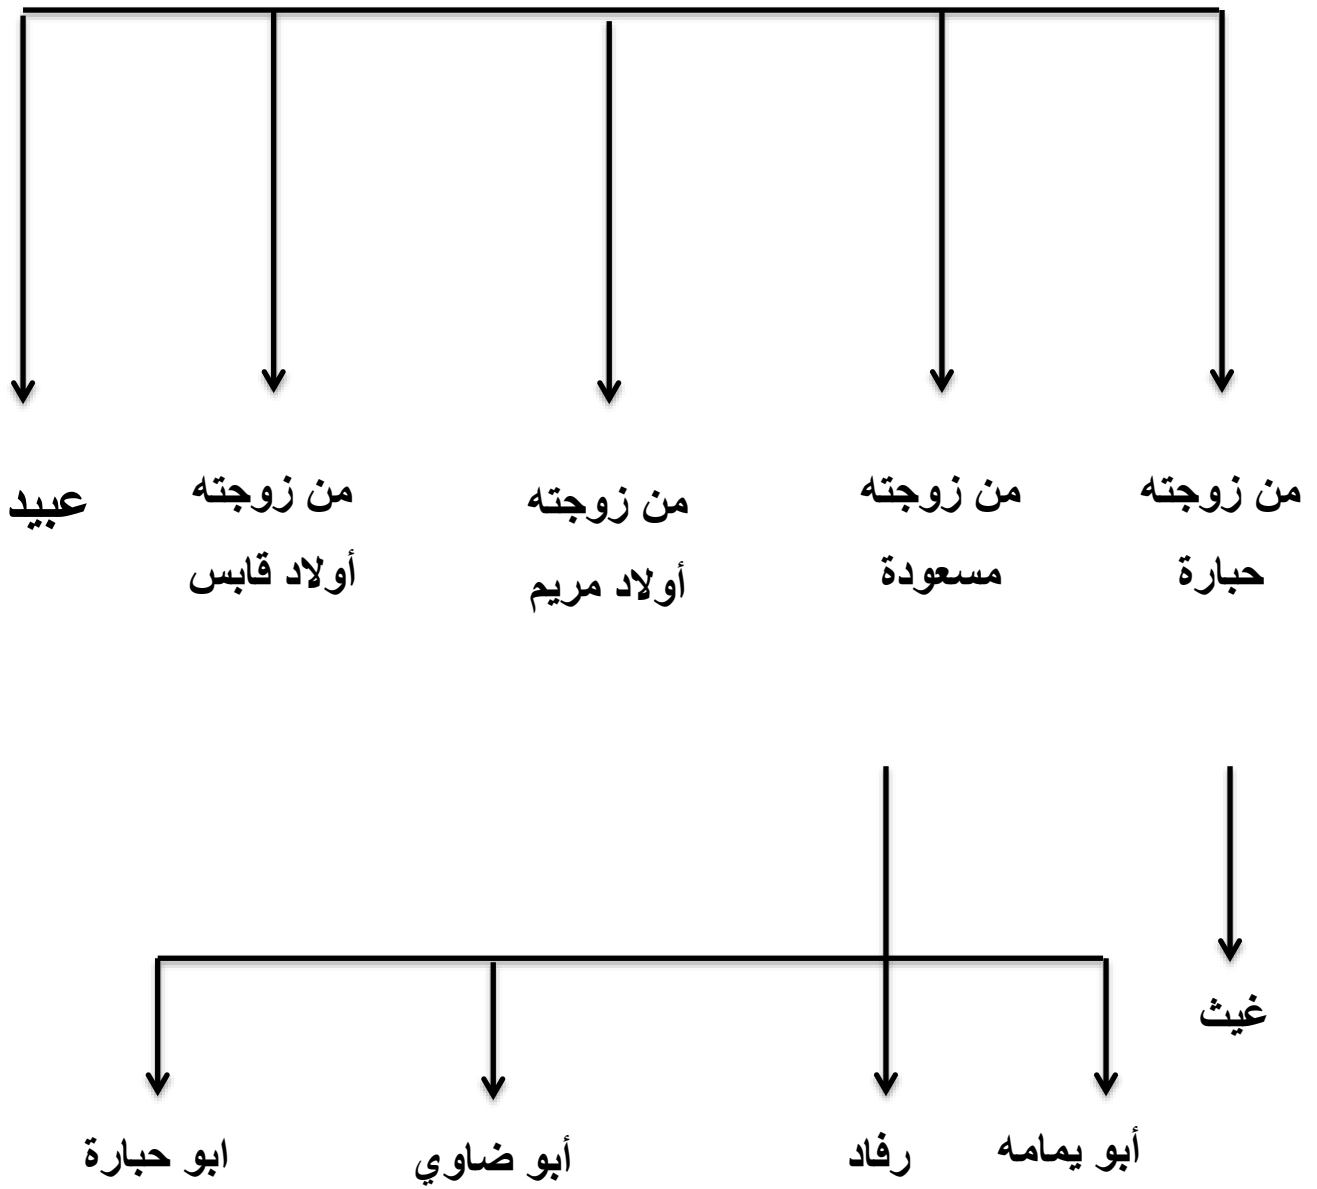 من زوجته
حبارة
من زوجته
مسعودة
من زوجته
أولاد مريم
من زوجته
أولاد قابس
عبيد
غيث
أبو يمامه
رفاد
أبو ضاوي
ابو حبارة